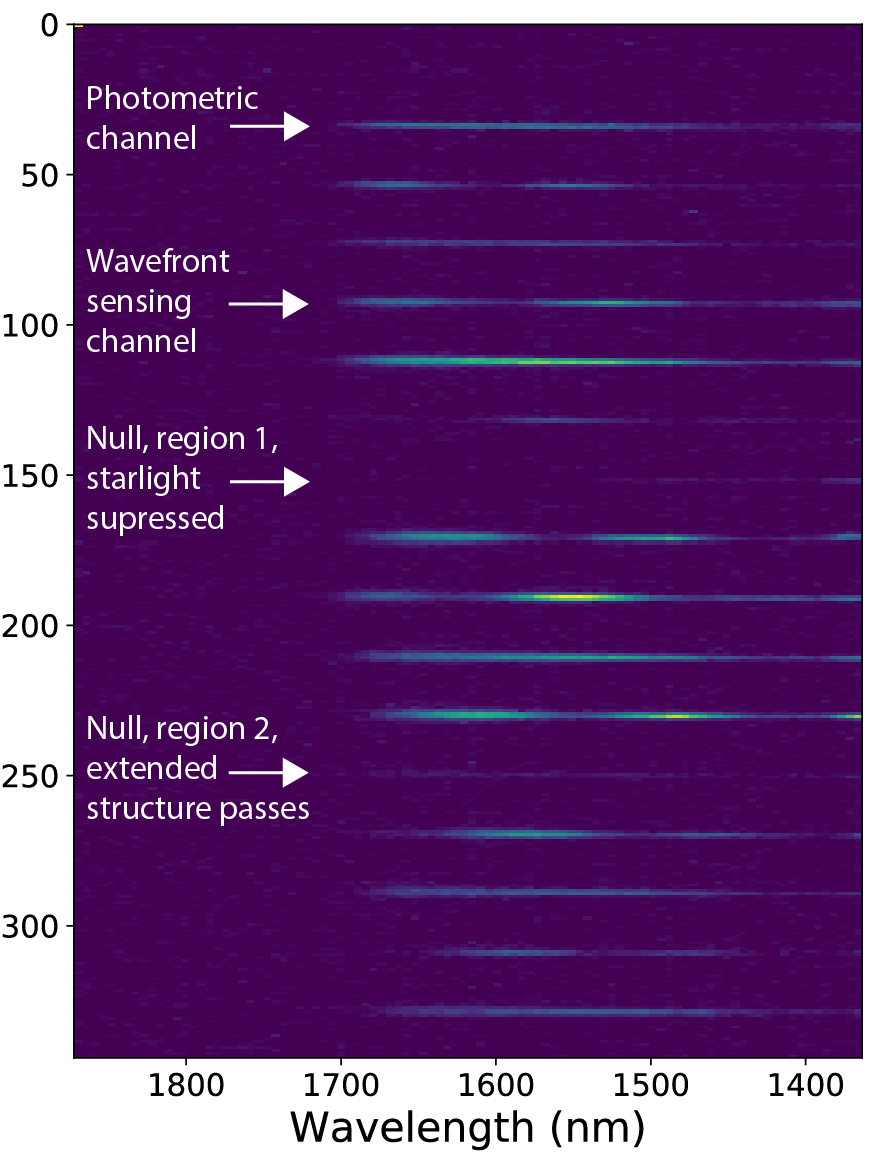 0
Photometric
channel
50
Wavefront
sensing
channel
100
Null, region 1,
starlight
supressed
150
200
Null, region 2,
extended
structure passes
250
300
1800 1700 1600 1500 1400
Wavelength (nm)